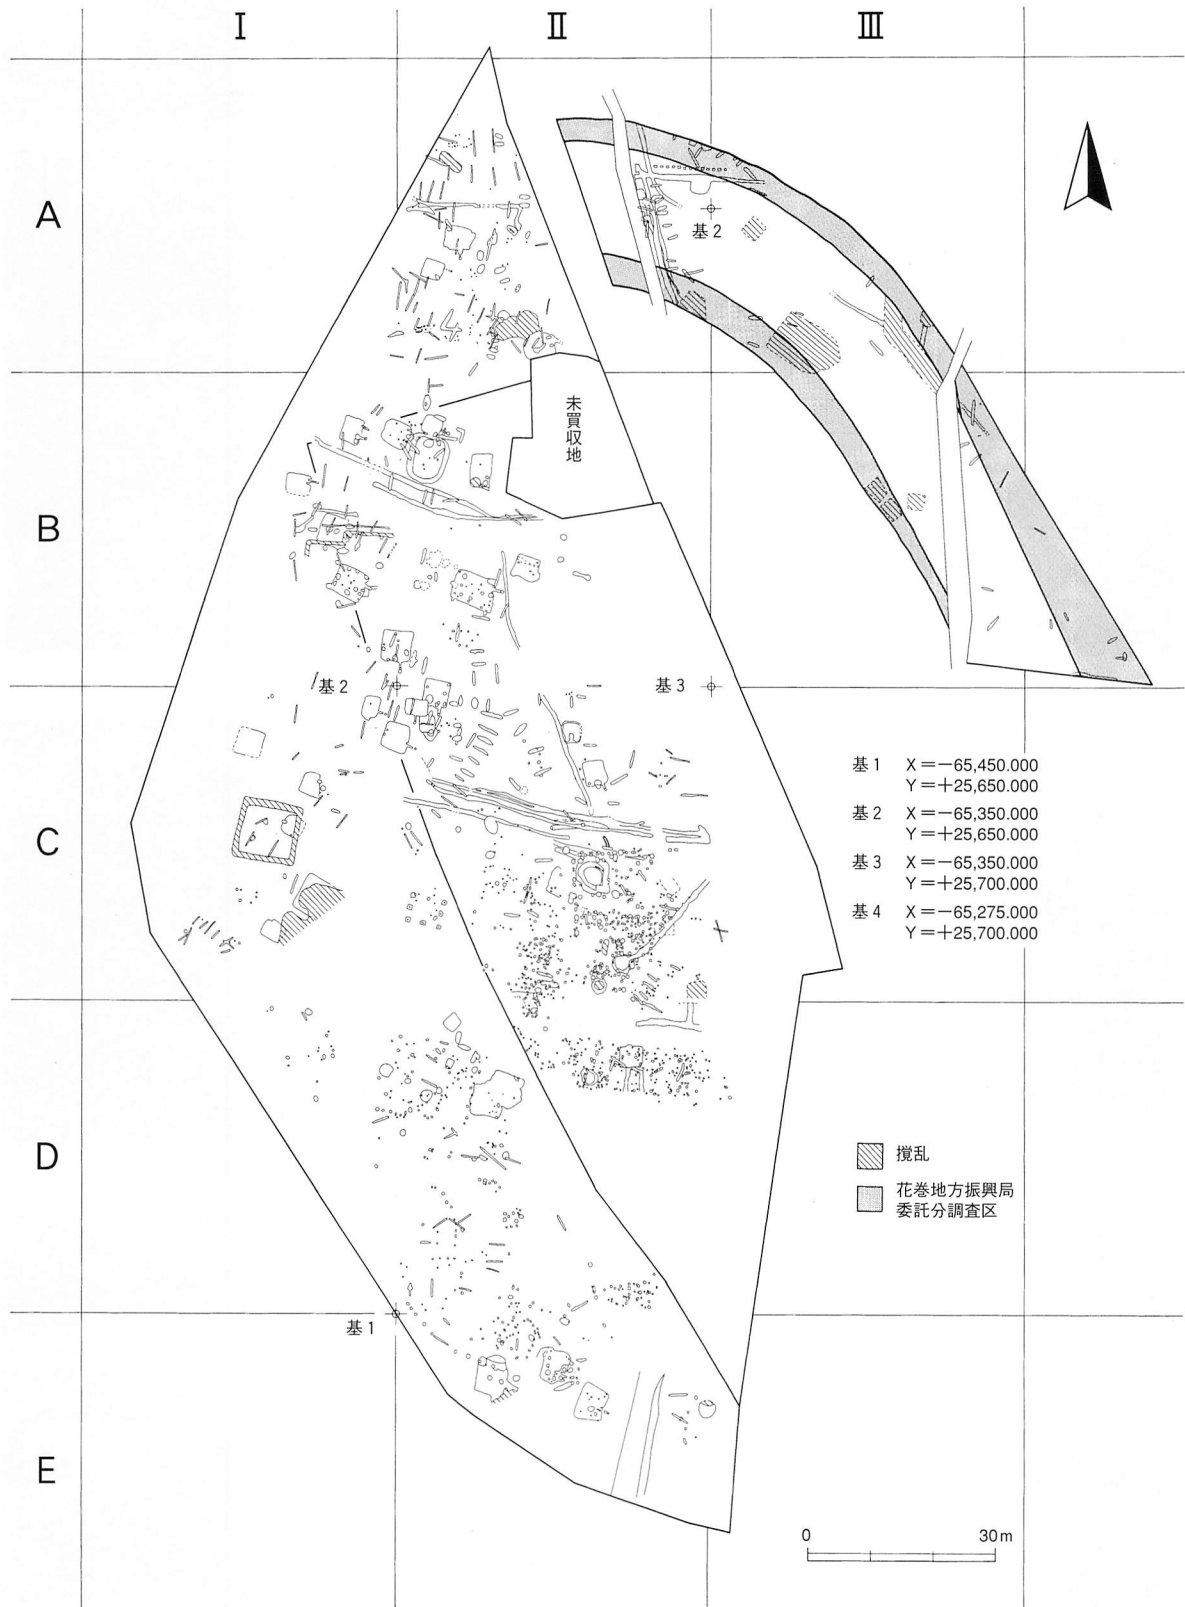 I
II
III
A
基2
未買収地
B
基2
基3
基1 X=−65,450.000
Y=+25,650.000
基2 X=−65,350.000
Y=+25,650.000
基3 X=−65,350.000
Y=+25,700.000
基4 X=−65,275.000
Y=+25,700.000
C
D
撹乱
花巻地方振興局
委託分調査区
基1
E
0 30m